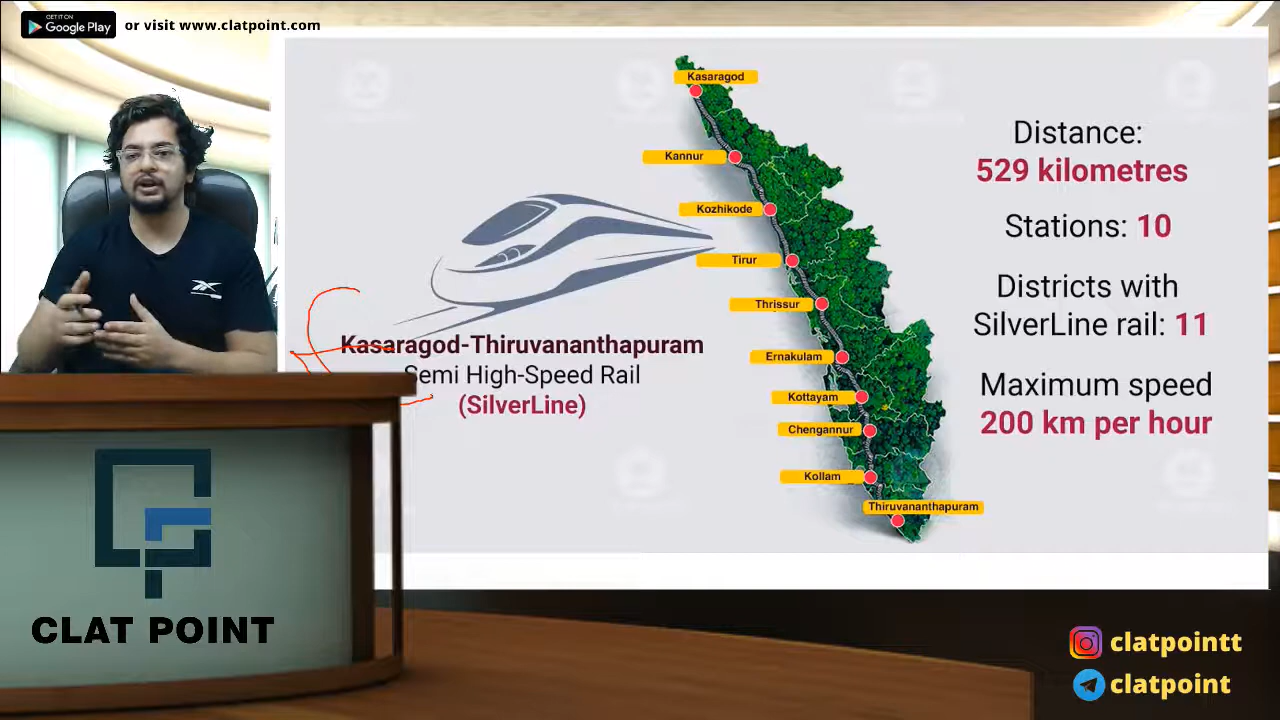 GET IT ON
Google Play
or visit www.clatpoint.com
Kasaragod
Kannur
Kozhikode
Tirur
Thrissur
Ernakulam
Kottayam
Chengannur
Kollam
Thiruvananthapuram
Kasaragod-Thiruvananthapuram
Semi High-Speed Rail
(SilverLine)
Distance:
529 kilometres
Stations: 10
Districts with
SilverLine rail: 11
Maximum speed
200 km per hour
CLAT POINT
clatpointt
clatpoint